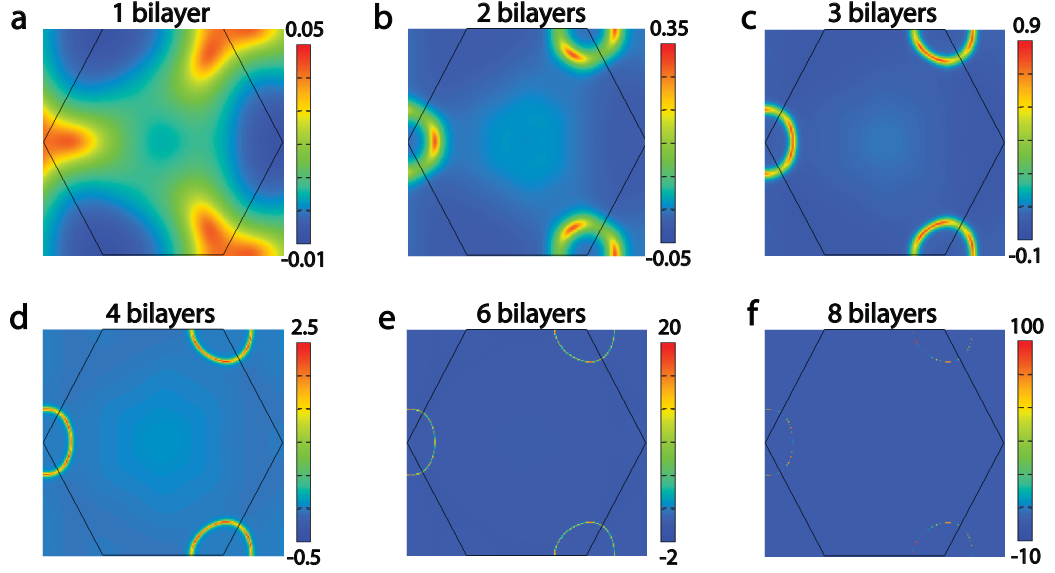 a 1 bilayer 0.05
-0.01
b 2 bilayers 0.35
-0.05
c 3 bilayers 0.9
-0.1
d 4 bilayers 2.5
-0.5
e 6 bilayers 20
-2
f 8 bilayers 100
-10